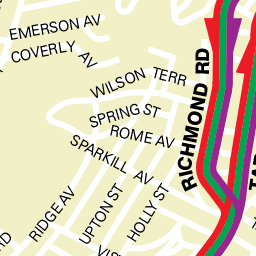 EMERSON AV
COVERLY AV
WILSON TERR
SPRING ST
ROME AV
RICHMOND RD
SPARKILL AV
RIDGE AV
UPTON ST
HOLLY ST